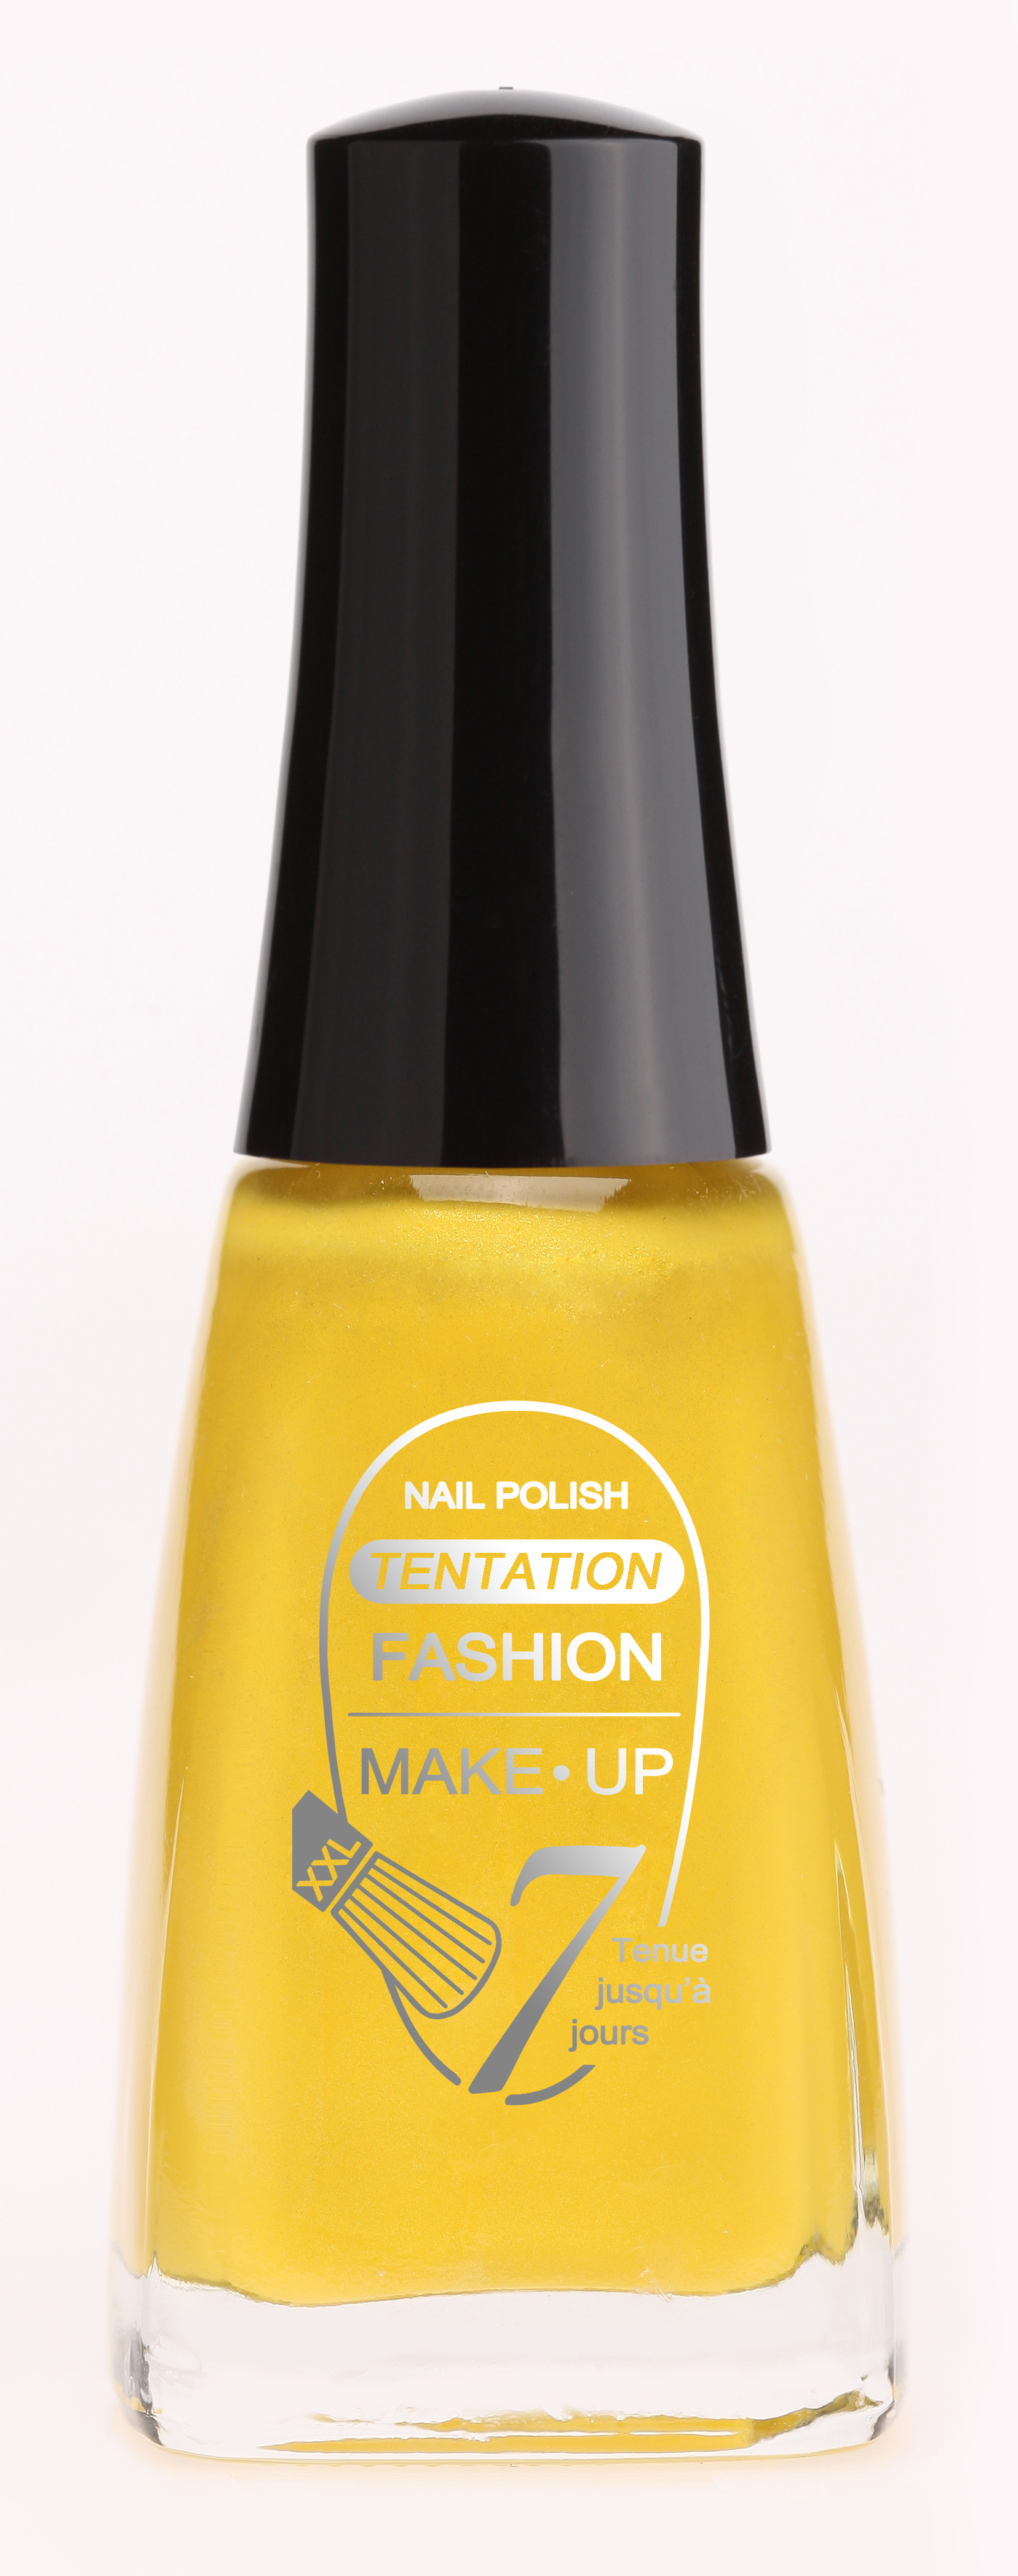 NAIL POLISH
TENTATION
FASHION
MAKE•UP
XXL
7
Tenue
jusqu'à
jours